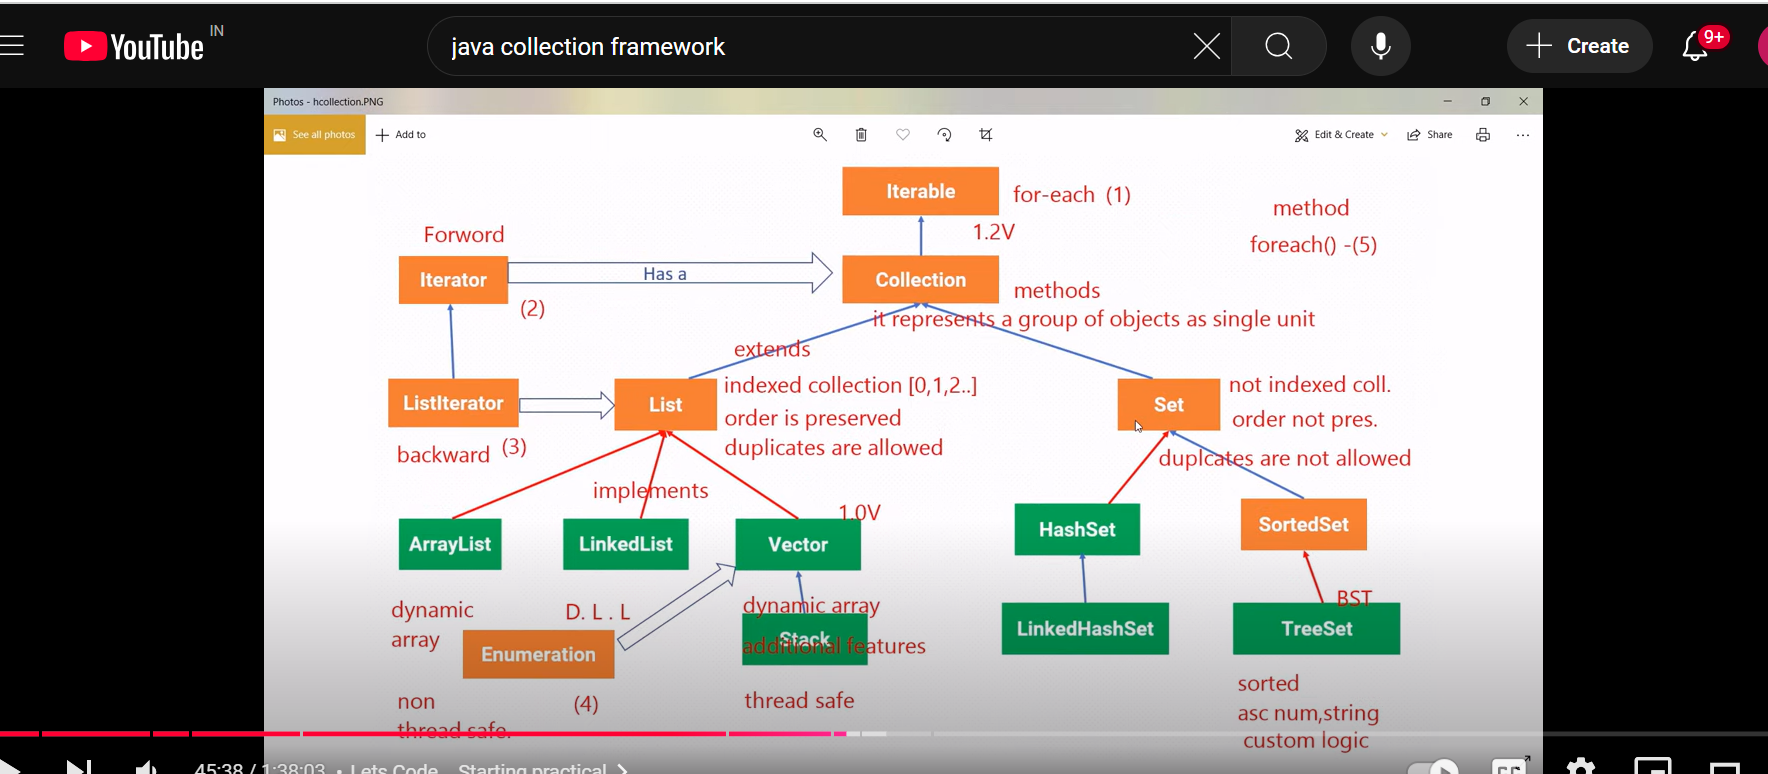 YouTube IN
java collection framework
Create
9+
Photos - hcollection.PNG
See all photos
Add to
Edit & Create
Share
Iterable
for-each (1)
method
1.2V
Forword
foreach() -(5)
Iterator
Has a
Collection
methods
(2)
it represents a group of objects as single unit
extends
ListIterator
List
indexed collection [0,1,2..]
Set
not indexed coll.
order is preserved
order not pres.
backward (3)
duplicates are allowed
duplcates are not allowed
implements
1.0V
ArrayList
LinkedList
Vector
HashSet
SortedSet
dynamic
array
D. L . L
dynamic array
BST
Enumeration
Stack
additional features
LinkedHashSet
TreeSet
non
thread safe.
(4)
thread safe
sorted
asc num,string
custom logic
45:38 / 1:38:03 • Lets Code... Starting practical
CC